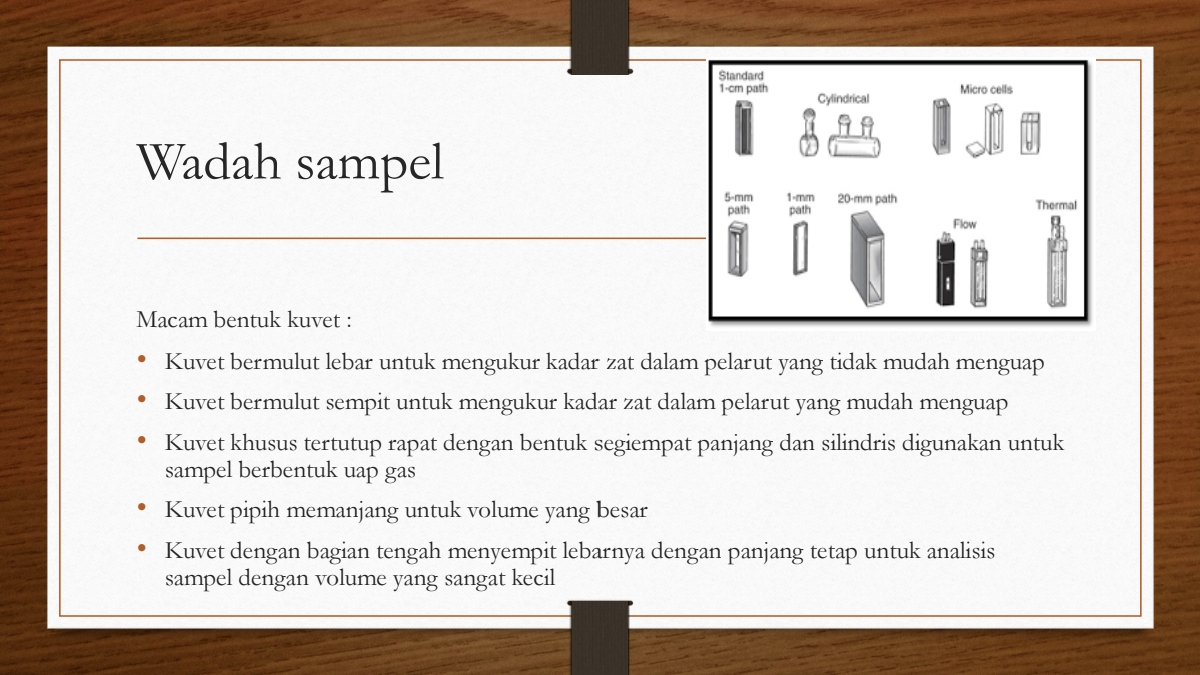 Wadah sampel
Standard
1-cm path
Cylindrical
Micro cells
5-mm
path
1-mm
path
20-mm path
Flow
Thermal
Macam bentuk kuvet :
• Kuvet bermulut lebar untuk mengukur kadar zat dalam pelarut yang tidak mudah menguap
• Kuvet bermulut sempit untuk mengukur kadar zat dalam pelarut yang mudah menguap
• Kuvet khusus tertutup rapat dengan bentuk segiempat panjang dan silindris digunakan untuk
sampel berbentuk uap gas
• Kuvet pipih memanjang untuk volume yang besar
• Kuvet dengan bagian tengah menyempit lebarnya dengan panjang tetap untuk analisis
sampel dengan volume yang sangat kecil